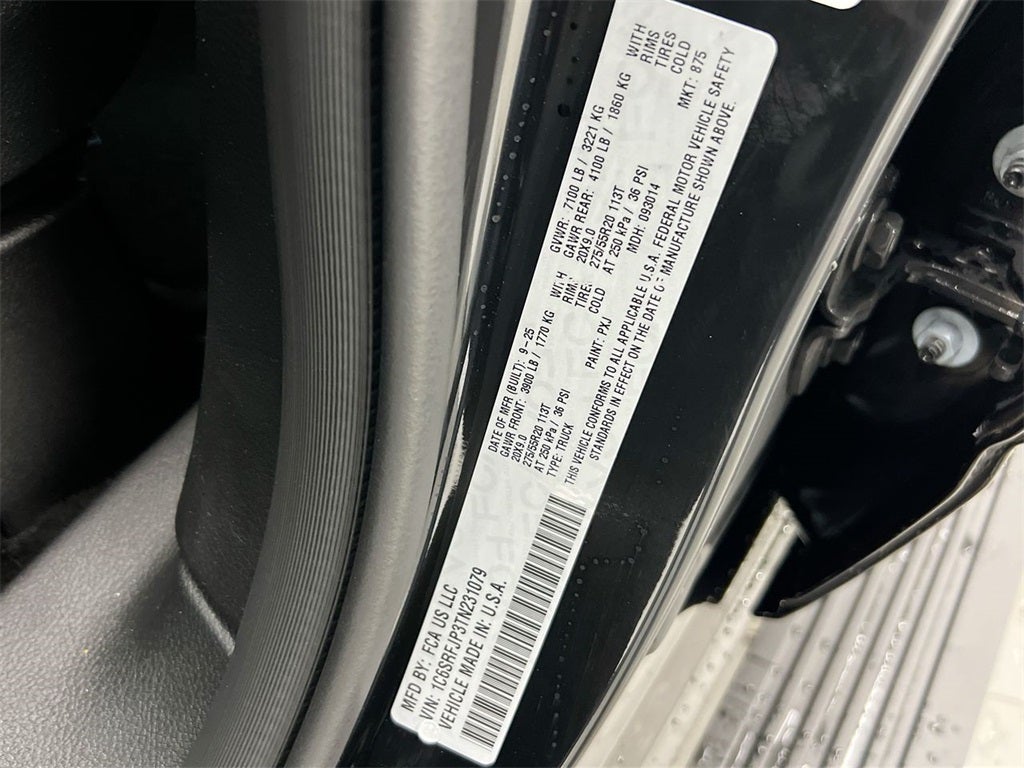 MFD BY: FCA US LLC
VIN: 1C6SRFJP3TN231079
VEHICLE MADE IN: U.S.A.
DATE OF MFR (BUILT): 9-25 GVWR: 7100 LB / 3221 KG
GAWR FRONT: 3900 LB / 1770 KG WITH GAWR REAR: 4100 LB / 1860 KG WITH
20X9.0 RIMS 20X9.0 RIMS
275/55R20 113T TIRES 275/55R20 113T TIRES
AT 250 kPa / 36 PSI COLD AT 250 kPa / 36 PSI COLD
TYPE: TRUCK PAINT: PXJ MDH: 093014 MKT: 875
THIS VEHICLE CONFORMS TO ALL APPLICABLE U.S.A. FEDERAL MOTOR VEHICLE SAFETY
STANDARDS IN EFFECT ON THE DATE OF MANUFACTURE SHOWN ABOVE.